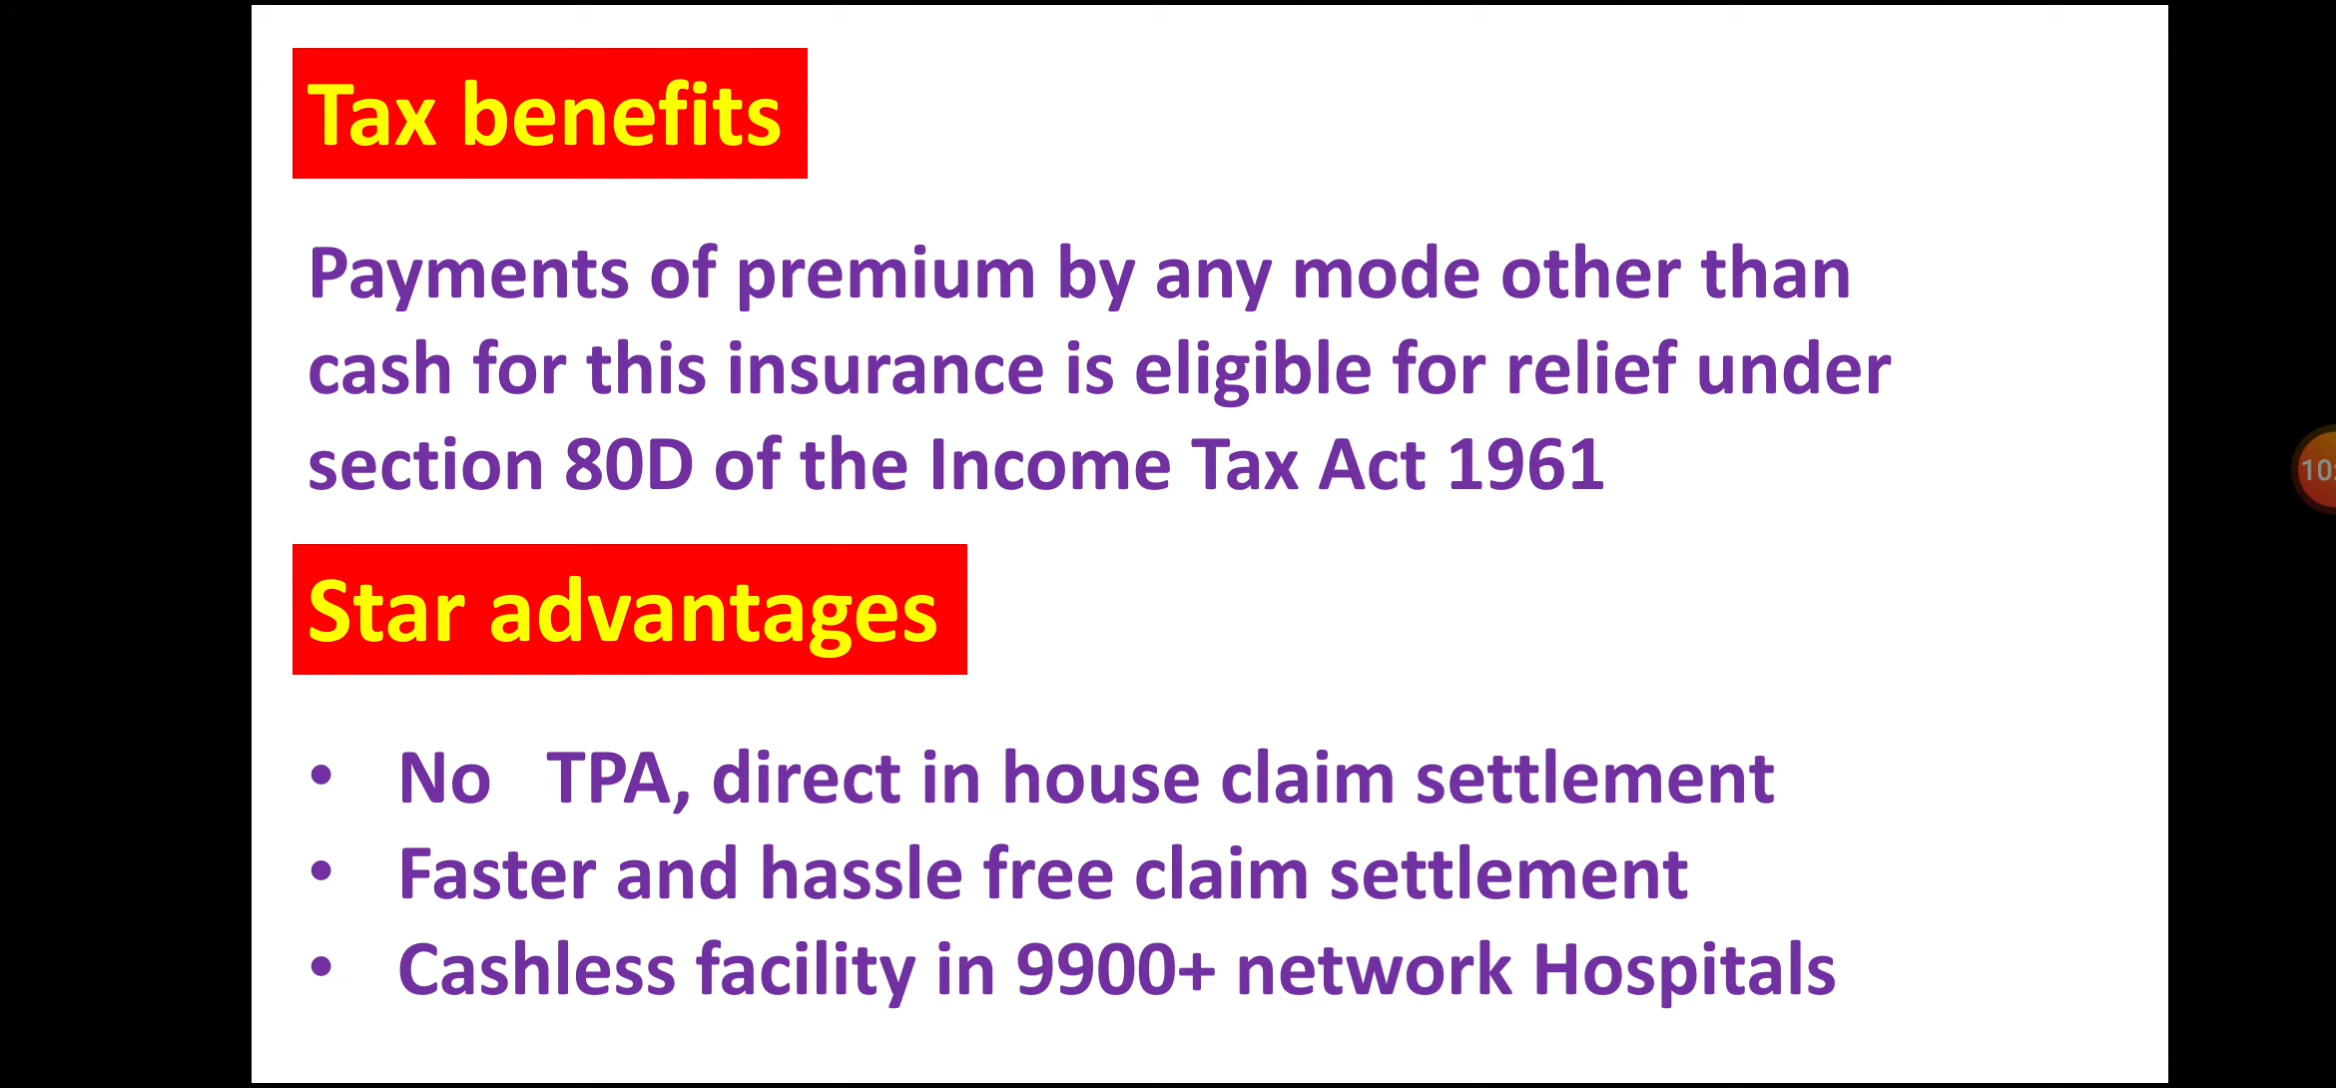 Tax benefits
Payments of premium by any mode other than
cash for this insurance is eligible for relief under
section 80D of the Income Tax Act 1961
Star advantages
• No TPA, direct in house claim settlement
• Faster and hassle free claim settlement
• Cashless facility in 9900+ network Hospitals
10: